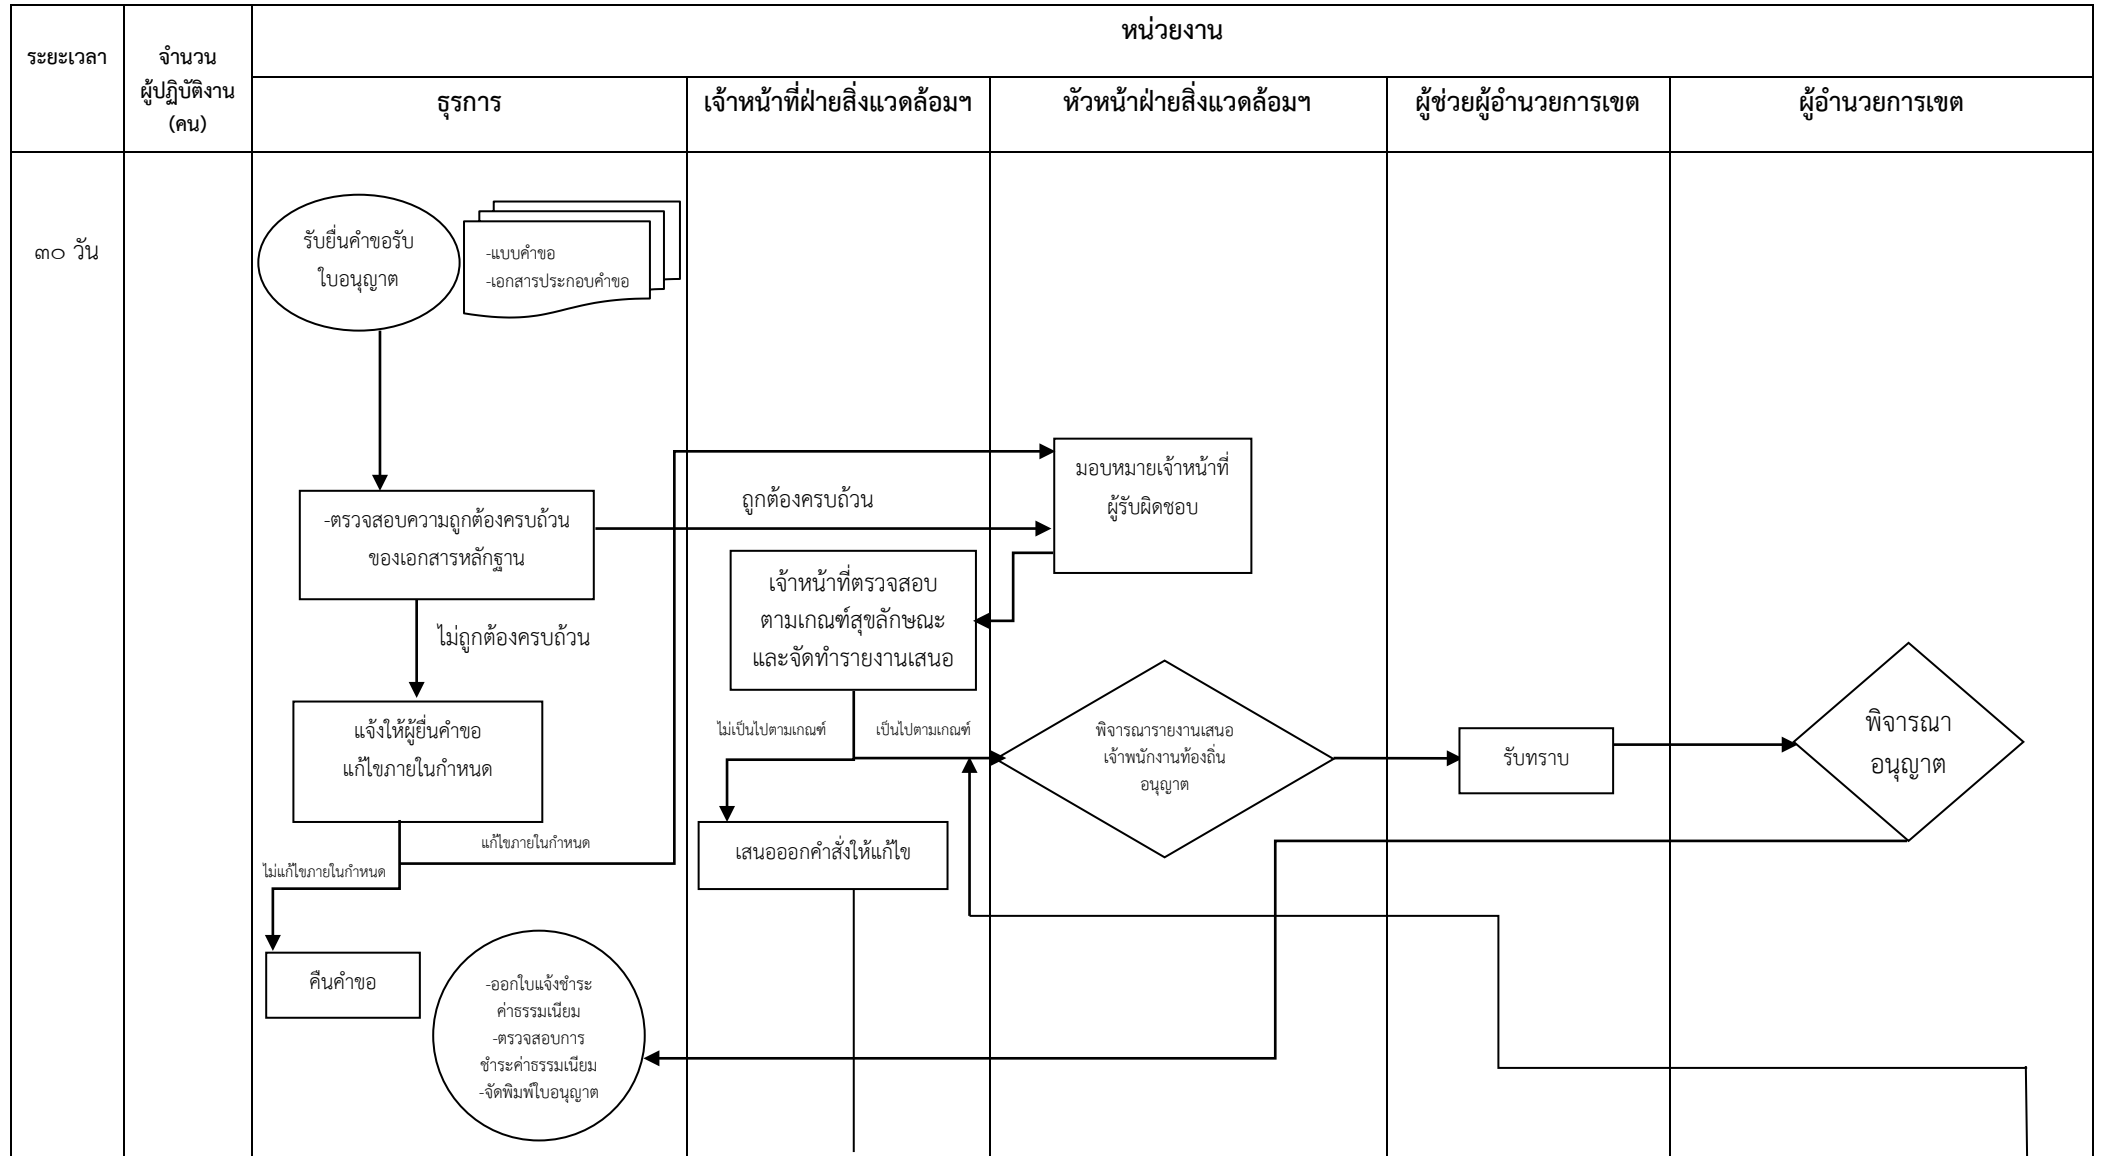 หน่วยงาน
ระยะเวลา
จำนวน
ผู้ปฏิบัติงาน
(คน)
ธุรการ
เจ้าหน้าที่ฝ่ายสิ่งแวดล้อมฯ
หัวหน้าฝ่ายสิ่งแวดล้อมฯ
ผู้ช่วยผู้อำนวยการเขต
ผู้อำนวยการเขต
๓๐ วัน
รับยื่นคำขอรับ
ใบอนุญาต
-แบบคำขอ
-เอกสารประกอบคำขอ
มอบหมายเจ้าหน้าที่
ผู้รับผิดชอบ
ถูกต้องครบถ้วน
-ตรวจสอบความถูกต้องครบถ้วน
ของเอกสารหลักฐาน
เจ้าหน้าที่ตรวจสอบ
ตามเกณฑ์สุขลักษณะ
และจัดทำรายงานเสนอ
ไม่ถูกต้องครบถ้วน
แจ้งให้ผู้ยื่นคำขอ
แก้ไขภายในกำหนด
ไม่เป็นไปตามเกณฑ์
เป็นไปตามเกณฑ์
พิจารณารายงานเสนอ
เจ้าพนักงานท้องถิ่น
อนุญาต
รับทราบ
พิจารณา
อนุญาต
แก้ไขภายในกำหนด
ไม่แก้ไขภายในกำหนด
เสนอออกคำสั่งให้แก้ไข
คืนคำขอ
-ออกใบแจ้งชำระ
ค่าธรรมเนียม
-ตรวจสอบการ
ชำระค่าธรรมเนียม
-จัดพิมพ์ใบอนุญาต